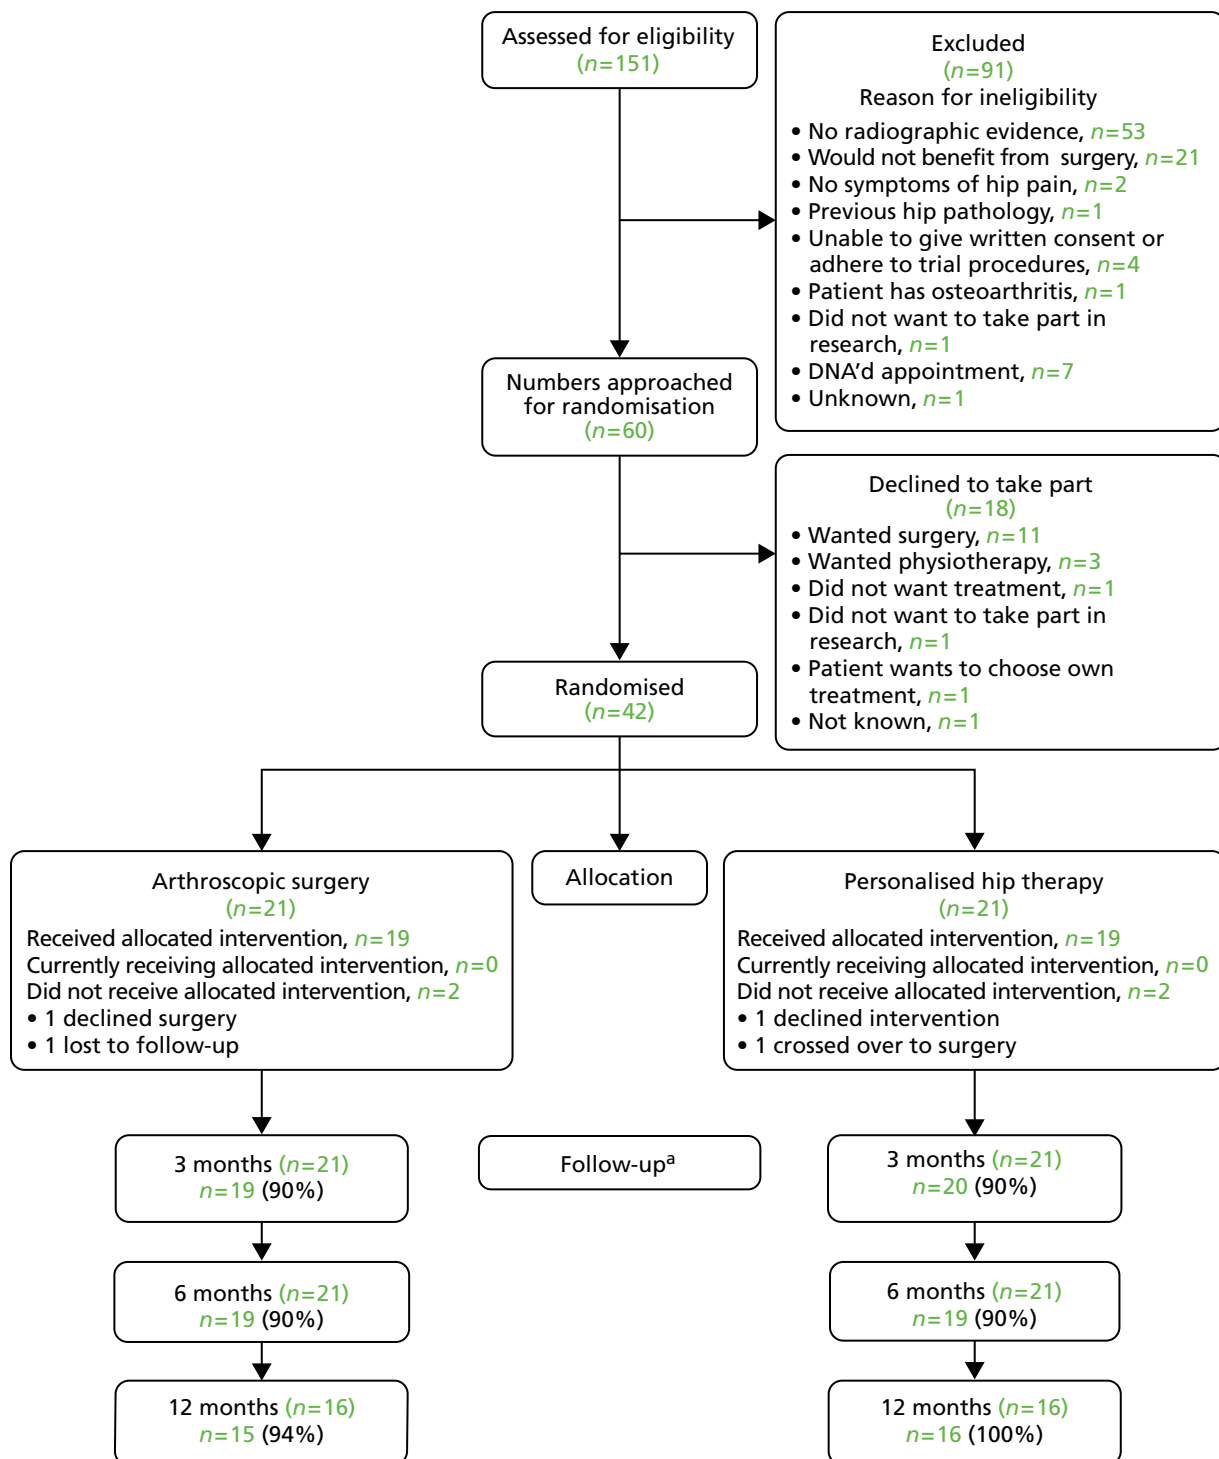 Assessed for eligibility
(n=151)
Excluded
(n=91)
Reason for ineligibility
• No radiographic evidence, n=53
• Would not benefit from surgery, n=21
• No symptoms of hip pain, n=2
• Previous hip pathology, n=1
• Unable to give written consent or
adhere to trial procedures, n=4
• Patient has osteoarthritis, n=1
• Did not want to take part in
research, n=1
• DNA’d appointment, n=7
• Unknown, n=1
Numbers approached
for randomisation
(n=60)
Declined to take part
(n=18)
• Wanted surgery, n=11
• Wanted physiotherapy, n=3
• Did not want treatment, n=1
• Did not want to take part in
research, n=1
• Patient wants to choose own
treatment, n=1
• Not known, n=1
Randomised
(n=42)
Arthroscopic surgery
(n=21)
Received allocated intervention, n=19
Currently receiving allocated intervention, n=0
Did not receive allocated intervention, n=2
• 1 declined surgery
• 1 lost to follow-up
Allocation
Personalised hip therapy
(n=21)
Received allocated intervention, n=19
Currently receiving allocated intervention, n=0
Did not receive allocated intervention, n=2
• 1 declined intervention
• 1 crossed over to surgery
3 months (n=21)
n=19 (90%)
Follow-upª
3 months (n=21)
n=20 (90%)
6 months (n=21)
n=19 (90%)
6 months (n=21)
n=19 (90%)
12 months (n=16)
n=15 (94%)
12 months (n=16)
n=16 (100%)